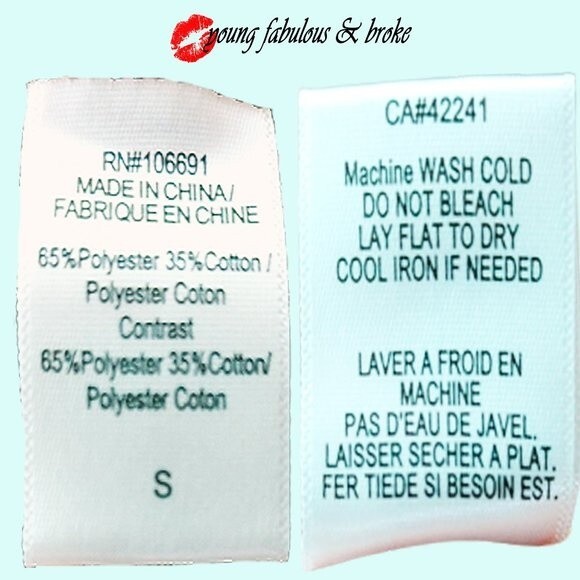 young fabulous & broke
RN#106691
MADE IN CHINA/
FABRIQUE EN CHINE
65%Polyester 35%Cotton /
Polyester Coton
Contrast
65%Polyester 35%Cotton/
Polyester Coton
S
CA#42241
Machine WASH COLD
DO NOT BLEACH
LAY FLAT TO DRY
COOL IRON IF NEEDED
LAVER A FROID EN
MACHINE
PAS D'EAU DE JAVEL.
LAISSER SECHER A PLAT.
FER TIEDE SI BESOIN EST.